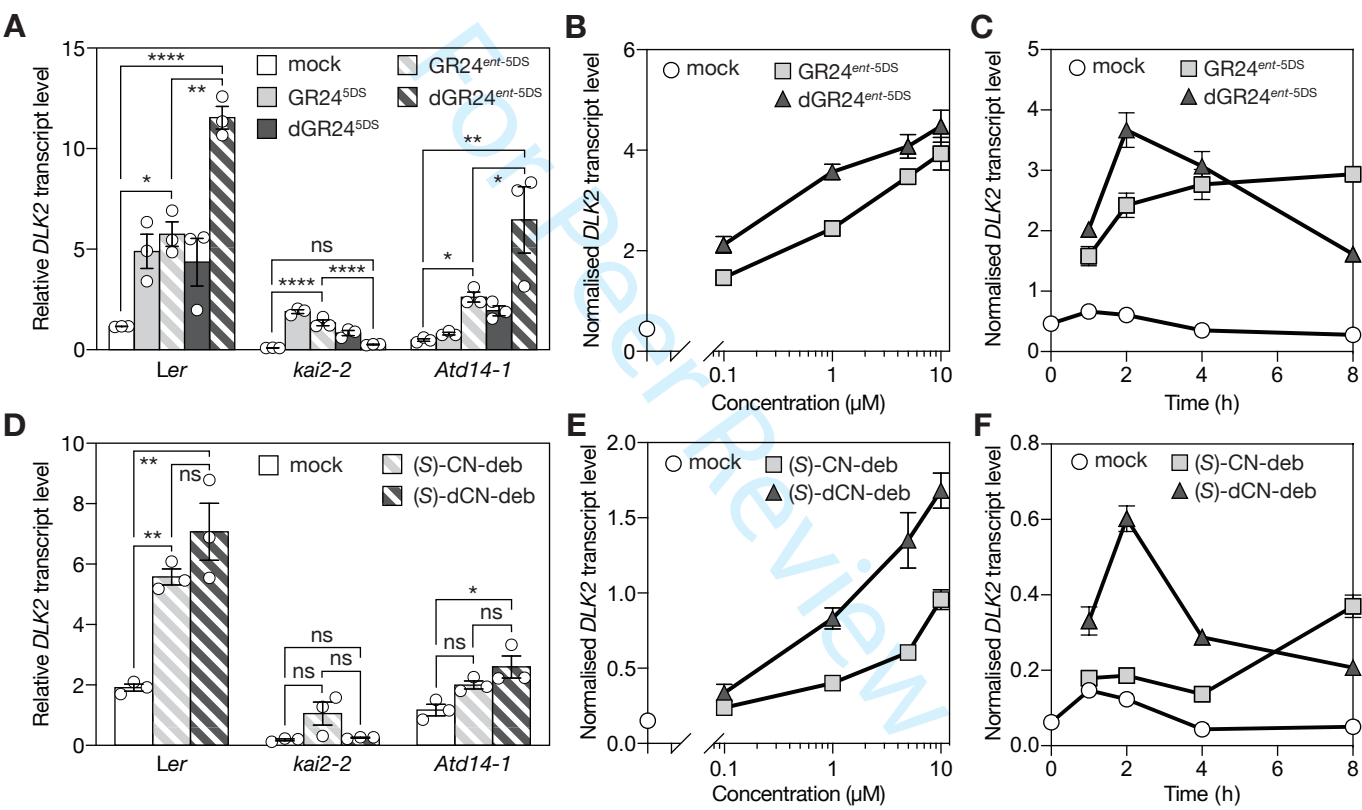 A
Relative DLK2 transcript level
15
10
5
0
mock
GR24^5DS
dGR24^5DS
GR24^ent-5DS
dGR24^ent-5DS
****
**
*
ns
****
****
**
*
*
Ler
kai2-2
Atd14-1
B
Normalised DLK2 transcript level
6
4
2
0
mock
GR24^ent-5DS
dGR24^ent-5DS
0.1
1
10
Concentration (µM)
C
Normalised DLK2 transcript level
5
4
3
2
1
0
mock
GR24^ent-5DS
dGR24^ent-5DS
0
2
4
6
8
Time (h)
D
Relative DLK2 transcript level
10
8
6
4
2
0
mock
(S)-CN-deb
(S)-dCN-deb
**
ns
**
ns
ns
ns
*
ns
ns
Ler
kai2-2
Atd14-1
E
Normalised DLK2 transcript level
2.0
1.5
1.0
0.5
0.0
mock
(S)-CN-deb
(S)-dCN-deb
0.1
1
10
Concentration (µM)
F
Normalised DLK2 transcript level
0.8
0.6
0.4
0.2
0.0
mock
(S)-CN-deb
(S)-dCN-deb
0
2
4
6
8
Time (h)
For Peer Review